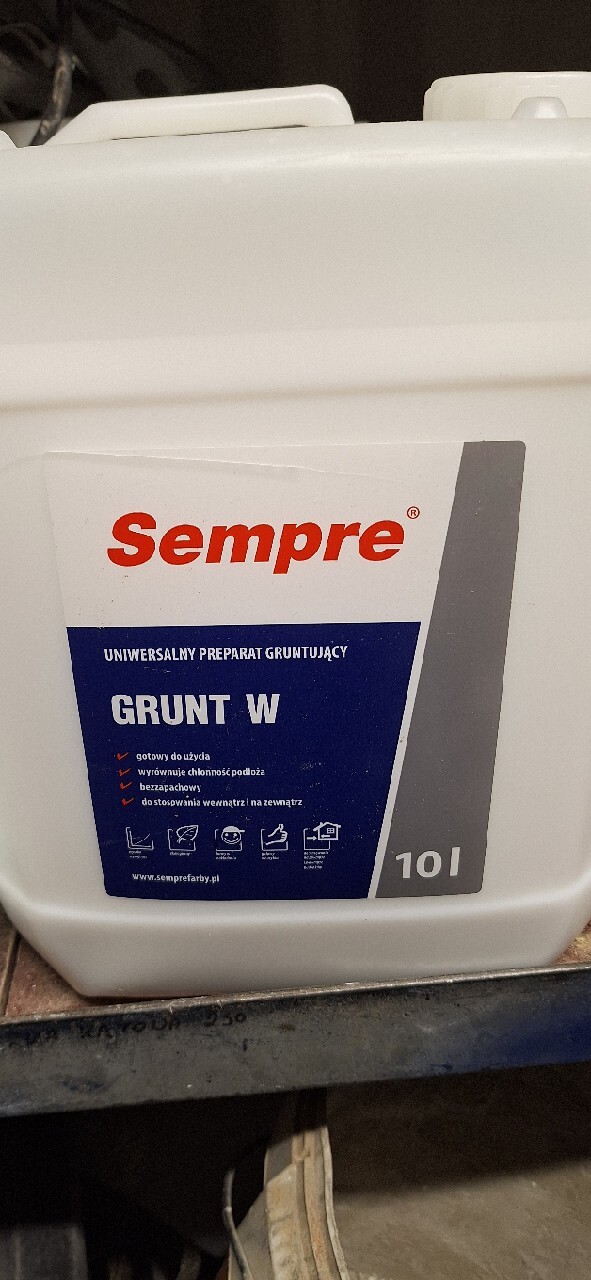 Sempre®
UNIWERSALNY PREPARAT GRUNTUJĄCY
GRUNT W
gotowy do użycia
wyrównuje chłonność podłoża
bezzapachowy
do stosowania wewnątrz i na zewnątrz
www.semprefarby.pl
10 l